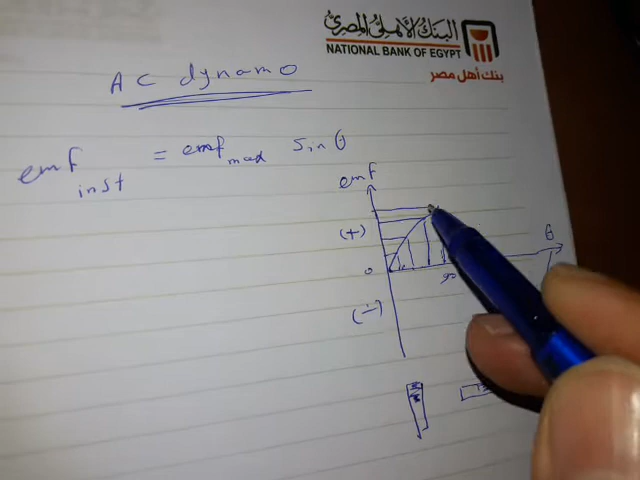 البنك الأهلي المصري
NATIONAL BANK OF EGYPT
بنك أهل مصر
AC dynamo
emf inst = emf max Sin θ
emf
(+)
θ
0
90
(-)